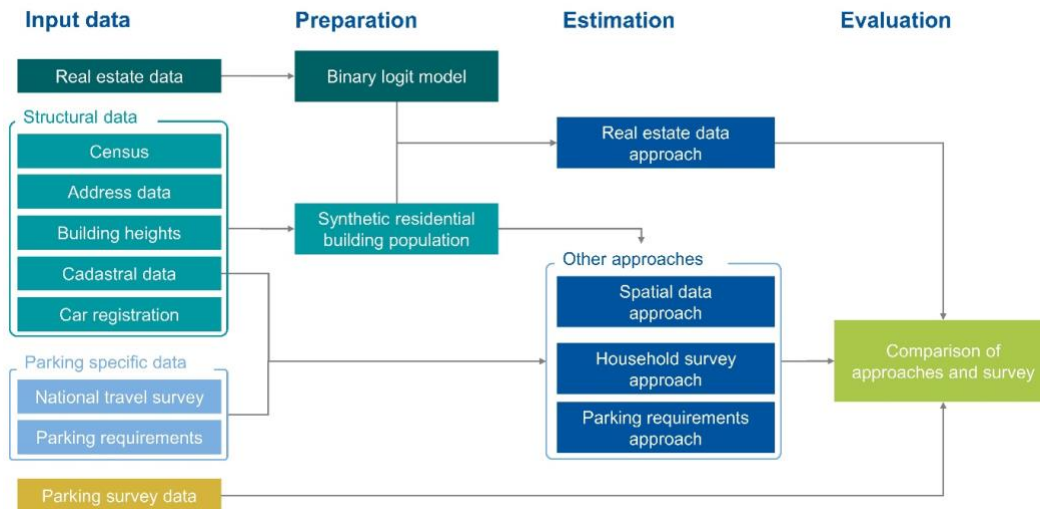 Input data
Preparation
Estimation
Evaluation
Real estate data
Binary logit model
Structural data
Census
Address data
Building heights
Cadastral data
Car registration
Real estate data
approach
Synthetic residential
building population
Other approaches
Spatial data
approach
Household survey
approach
Parking requirements
approach
Parking specific data
National travel survey
Parking requirements
Comparison of
approaches and survey
Parking survey data